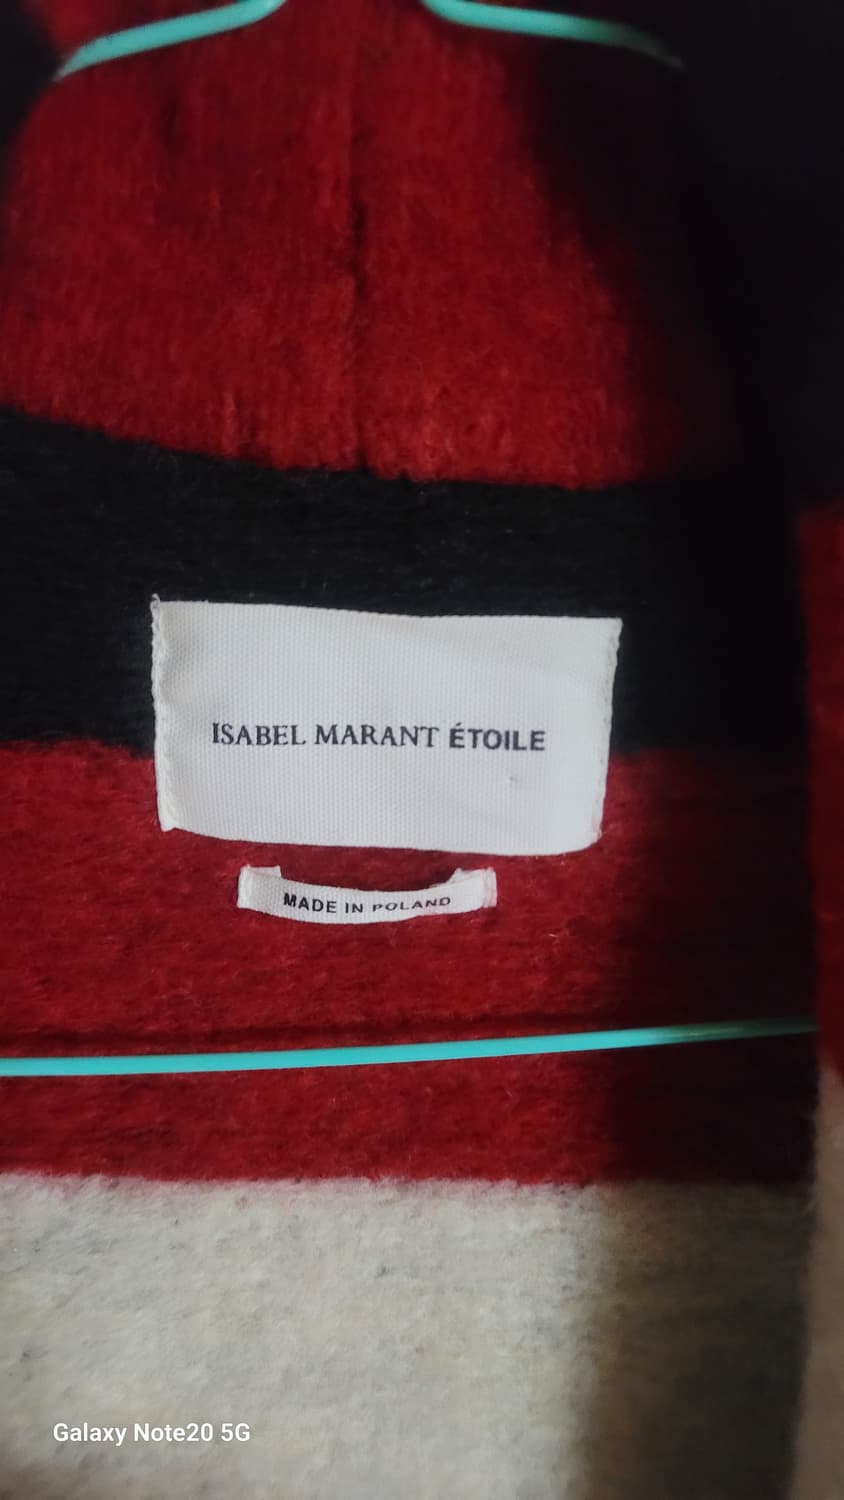 ISABEL MARANT ÉTOILE
MADE IN POLAND
Galaxy Note20 5G